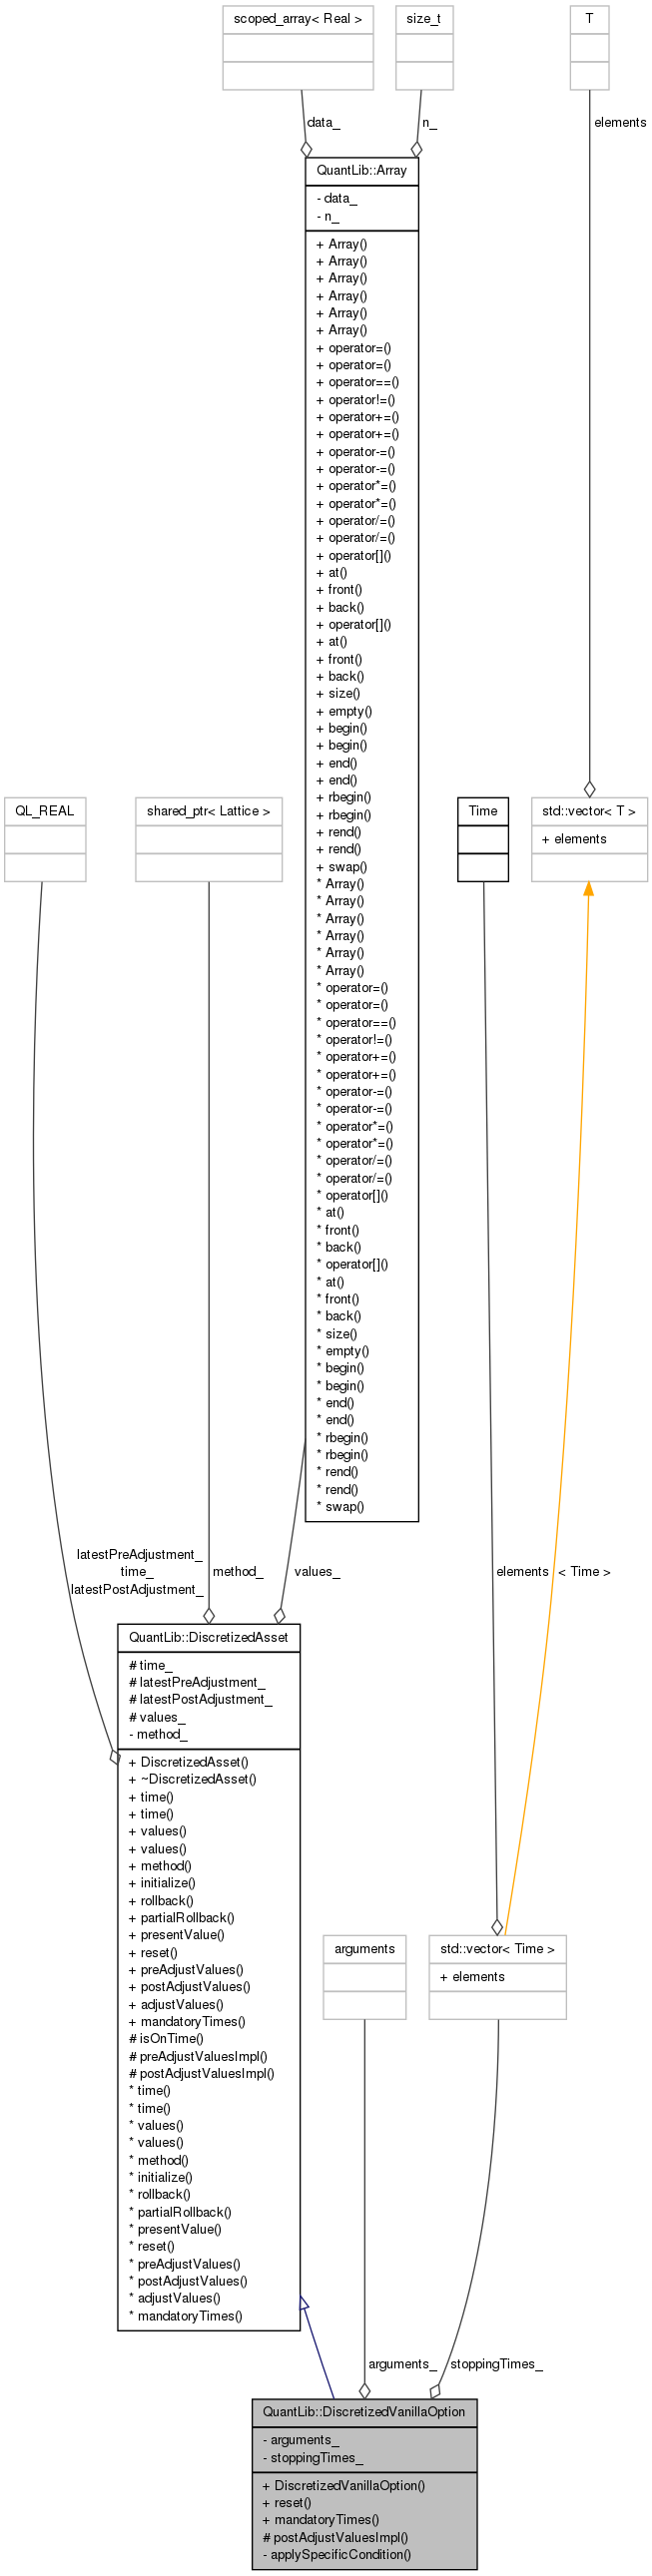 scoped_array< Real >
size_t
T
data_
n_
elements
QuantLib::Array
- data_
- n_
+ Array()
+ Array()
+ Array()
+ Array()
+ Array()
+ Array()
+ operator=()
+ operator=()
+ operator==()
+ operator!=()
+ operator+=()
+ operator+=()
+ operator-=()
+ operator-=()
+ operator*=()
+ operator*=()
+ operator/=()
+ operator/=()
+ operator[]()
+ at()
+ front()
+ back()
+ operator[]()
+ at()
+ front()
+ back()
+ size()
+ empty()
+ begin()
+ begin()
+ end()
+ end()
+ rbegin()
+ rbegin()
+ rend()
+ rend()
+ swap()
* Array()
* Array()
* Array()
* Array()
* Array()
* Array()
* operator=()
* operator=()
* operator==()
* operator!=()
* operator+=()
* operator+=()
* operator-=()
* operator-=()
* operator*=()
* operator*=()
* operator/=()
* operator/=()
* operator[]()
* at()
* front()
* back()
* operator[]()
* at()
* front()
* back()
* size()
* empty()
* begin()
* begin()
* end()
* end()
* rbegin()
* rbegin()
* rend()
* rend()
* swap()
QL_REAL
shared_ptr< Lattice >
Time
std::vector< T >
+ elements
latestPreAdjustment_
time_
latestPostAdjustment_
method_
values_
elements
< Time >
QuantLib::DiscretizedAsset
# time_
# latestPreAdjustment_
# latestPostAdjustment_
# values_
- method_
+ DiscretizedAsset()
+ ~DiscretizedAsset()
+ time()
+ time()
+ values()
+ values()
+ method()
+ initialize()
+ rollback()
+ partialRollback()
+ presentValue()
+ reset()
+ preAdjustValues()
+ postAdjustValues()
+ adjustValues()
+ mandatoryTimes()
# isOnTime()
# preAdjustValuesImpl()
# postAdjustValuesImpl()
* time()
* time()
* values()
* values()
* method()
* initialize()
* rollback()
* partialRollback()
* presentValue()
* reset()
* preAdjustValues()
* postAdjustValues()
* adjustValues()
* mandatoryTimes()
arguments
std::vector< Time >
+ elements
arguments_
stoppingTimes_
QuantLib::DiscretizedVanillaOption
- arguments_
- stoppingTimes_
+ DiscretizedVanillaOption()
+ reset()
+ mandatoryTimes()
# postAdjustValuesImpl()
- applySpecificCondition()